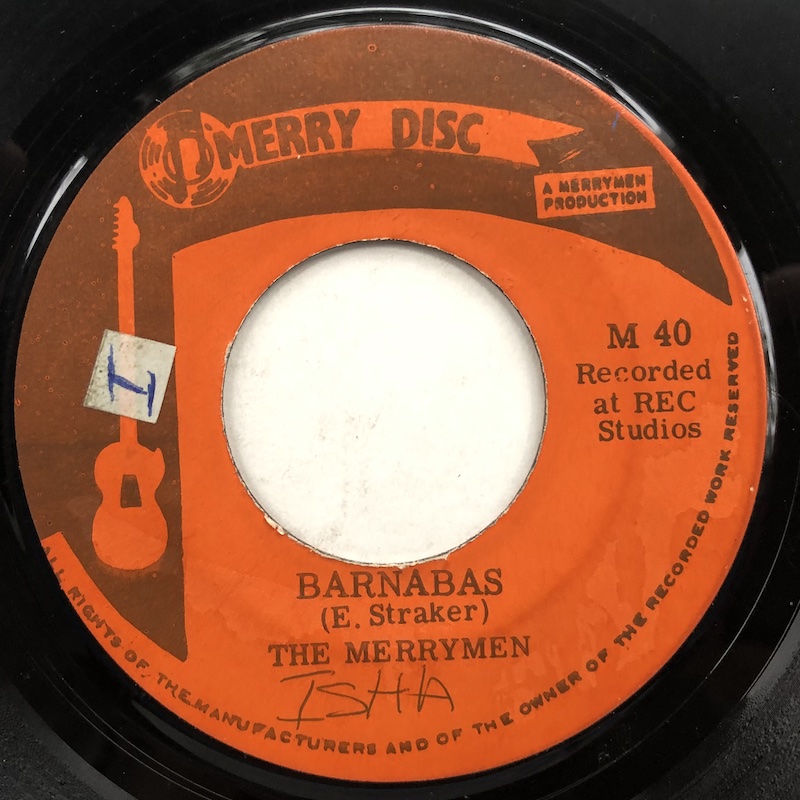 MERRY DISC
A MERRYMEN
PRODUCTION
I
M 40
Recorded
at REC
Studios
BARNABAS
(E. Straker)
THE MERRYMEN
ISHA
ALL RIGHTS OF THE MANUFACTURERS AND OF THE OWNER OF THE RECORDED WORK RESERVED